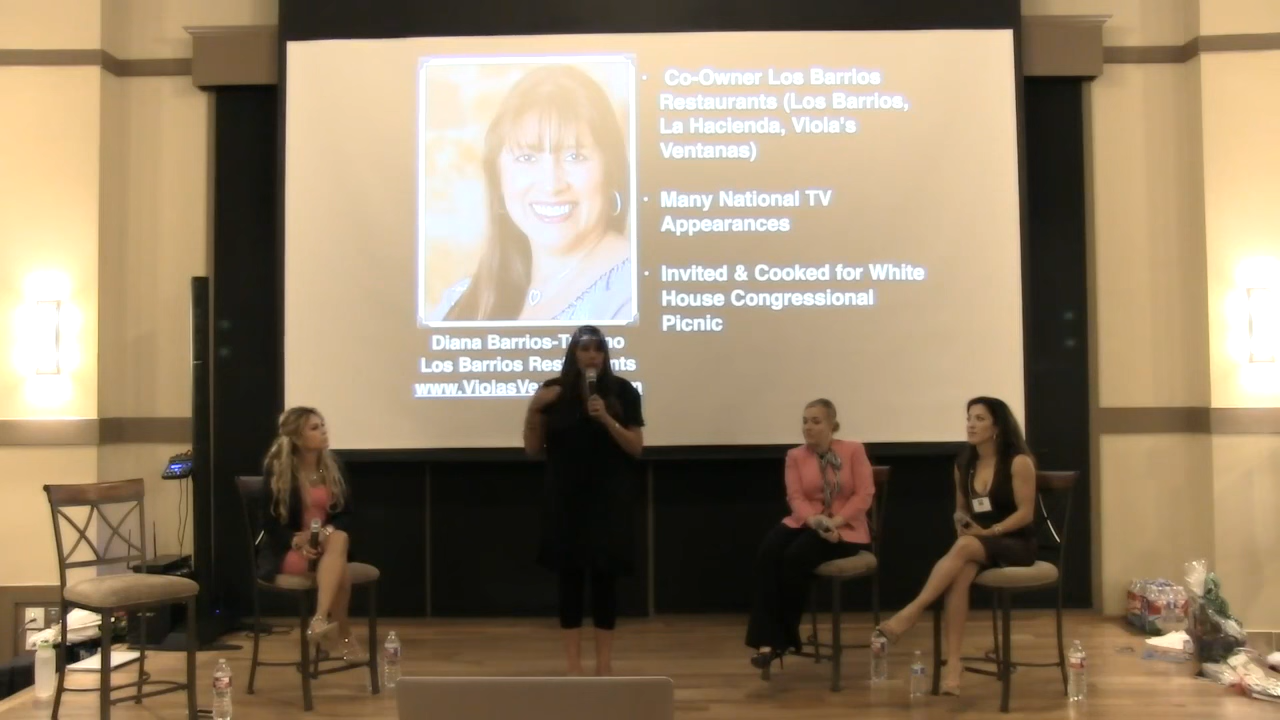 · Co-Owner Los Barrios
Restaurants (Los Barrios,
La Hacienda, Viola's
Ventanas)
· Many National TV
Appearances
· Invited & Cooked for White
House Congressional
Picnic
Diana
Los Barrios